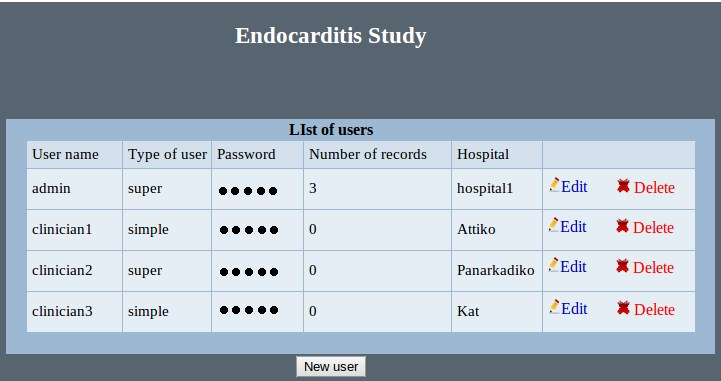 Endocarditis Study
LIst of users
User name Type of user Password Number of records Hospital
admin super ●●●●● 3 hospital1 Edit Delete
clinician1 simple ●●●●● 0 Attiko Edit Delete
clinician2 super ●●●●● 0 Panarkadiko Edit Delete
clinician3 simple ●●●●● 0 Kat Edit Delete
New user